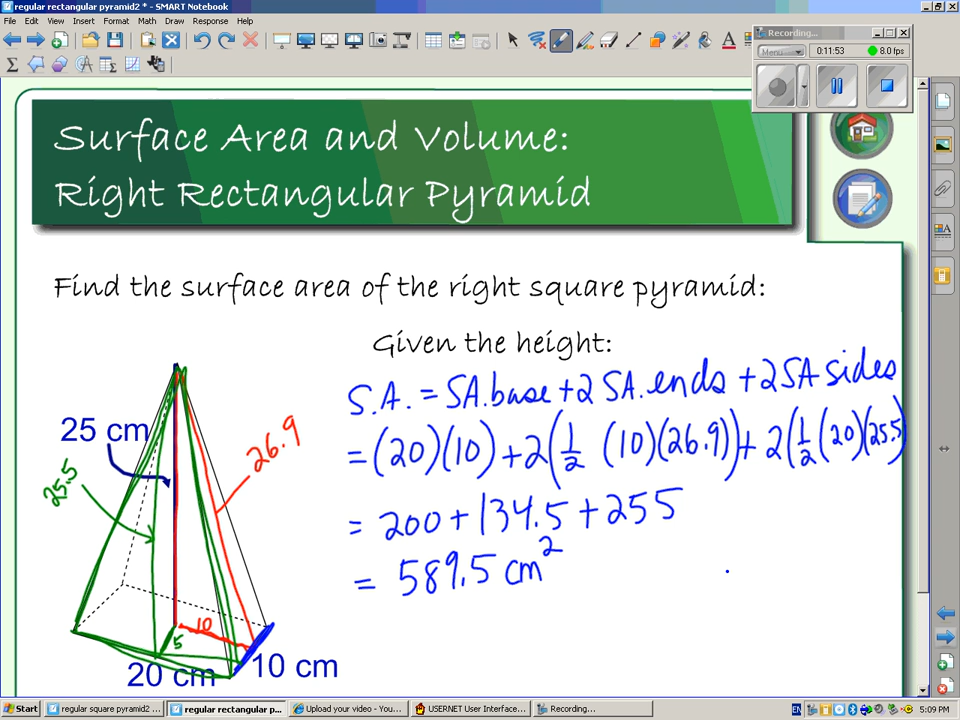 regular rectangular pyramid2 * - SMART Notebook
File Edit View Insert Format Math Draw Response Help
Recording...
Menu 0:11:53 8.0 fps
Surface Area and Volume:
Right Rectangular Pyramid
Find the surface area of the right square pyramid:
Given the height:
S.A. = SA.base + 2 SA.ends + 2 SA sides
= (20)(10) + 2(1/2 (10)(26.9)) + 2(1/2 (20)(25.5)
= 200 + 134.5 + 255
= 589.5 cm²
25 cm
26.9
25.5
10
5
20 cm
10 cm
Start regular square pyramid2 ... regular rectangular p... Upload your video - You... USERNET User Interface... Recording... EN 5:09 PM